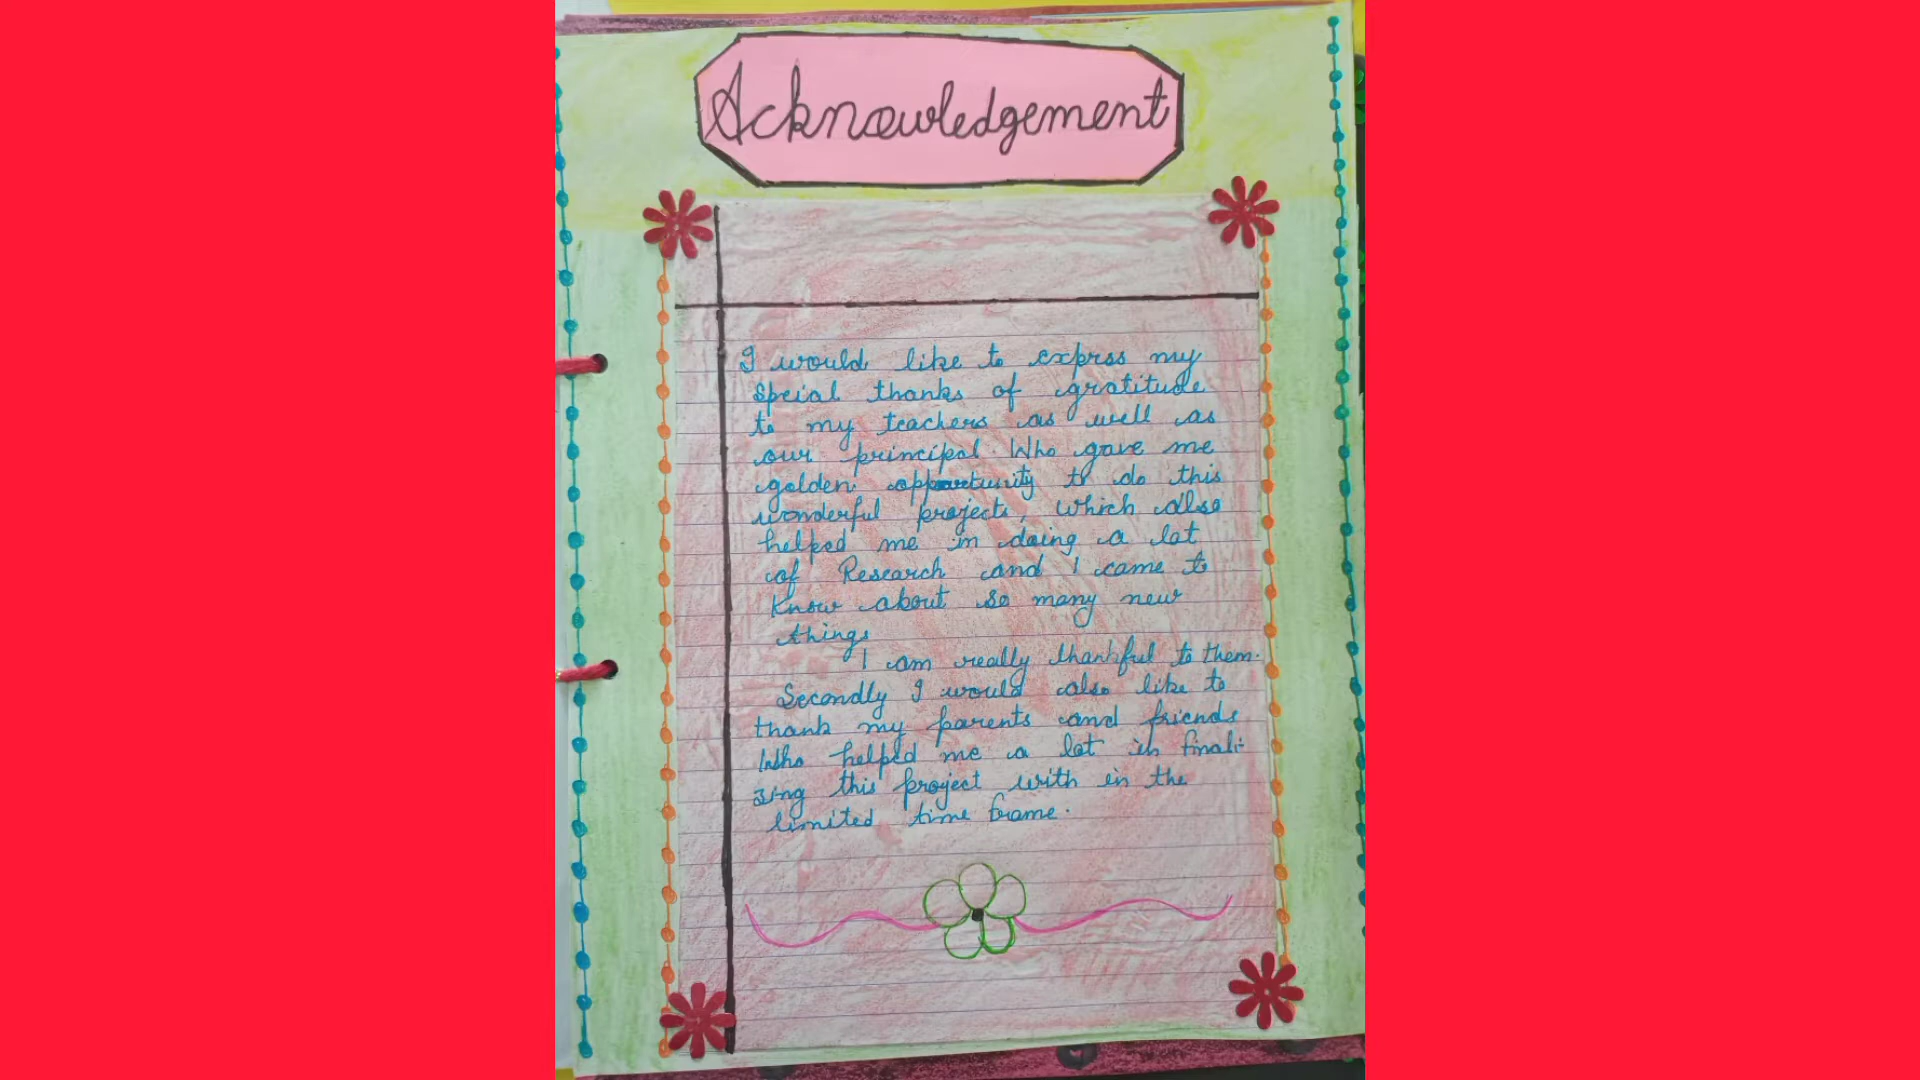 Acknowledgement
I would like to exprss my
Speial thanks of gratitude
to my teachers as well as
our principal. Who gave me
golden opportunity to do this
wonderful project, which also
helped me in doing a lot
of Research and I came to
Know about so many new
things
I am really thankful to them.
Secondly I would also like to
thank my parents and friends
Who helped me a lot in finali-
zing this project with in the
limited time frame.